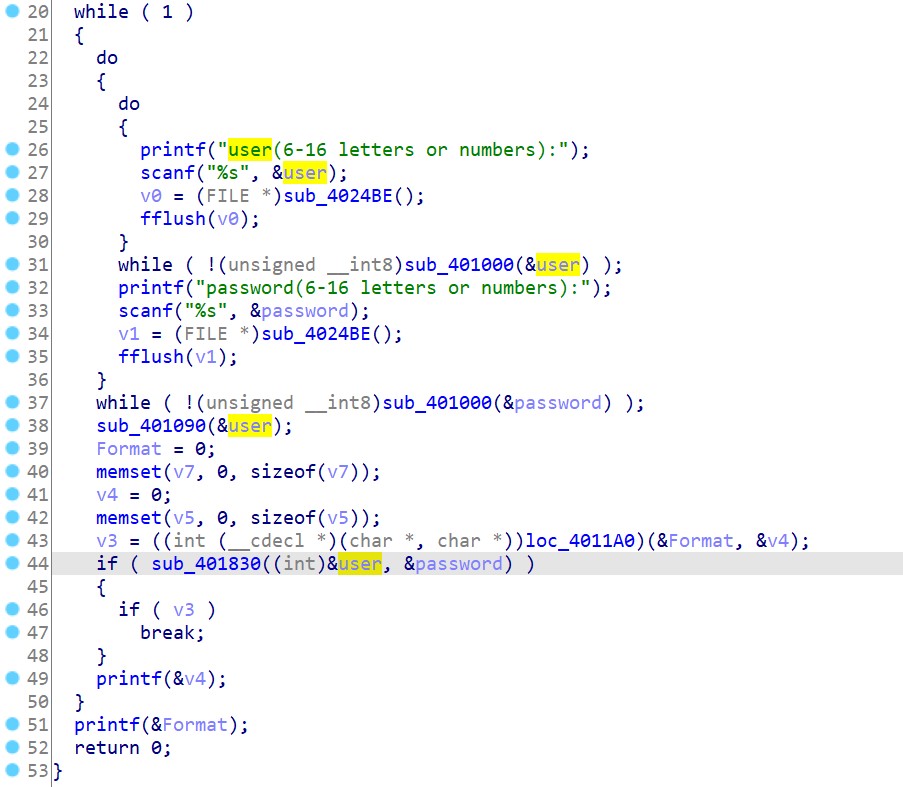 20 while ( 1 )
21 {
22 do
23 {
24 do
25 {
26 printf("user(6-16 letters or numbers):");
27 scanf("%s", &user);
28 v0 = (FILE *)sub_4024BE();
29 fflush(v0);
30 }
31 while ( !(unsigned __int8)sub_401000(&user) );
32 printf("password(6-16 letters or numbers):");
33 scanf("%s", &password);
34 v1 = (FILE *)sub_4024BE();
35 fflush(v1);
36 }
37 while ( !(unsigned __int8)sub_401000(&password) );
38 sub_401090(&user);
39 Format = 0;
40 memset(v7, 0, sizeof(v7));
41 v4 = 0;
42 memset(v5, 0, sizeof(v5));
43 v3 = ((int (__cdecl *)(char *, char *))loc_4011A0)(&Format, &v4);
44 if ( sub_401830((int)&user, &password) )
45 {
46 if ( v3 )
47 break;
48 }
49 printf(&v4);
50 }
51 printf(&Format);
52 return 0;
53 }